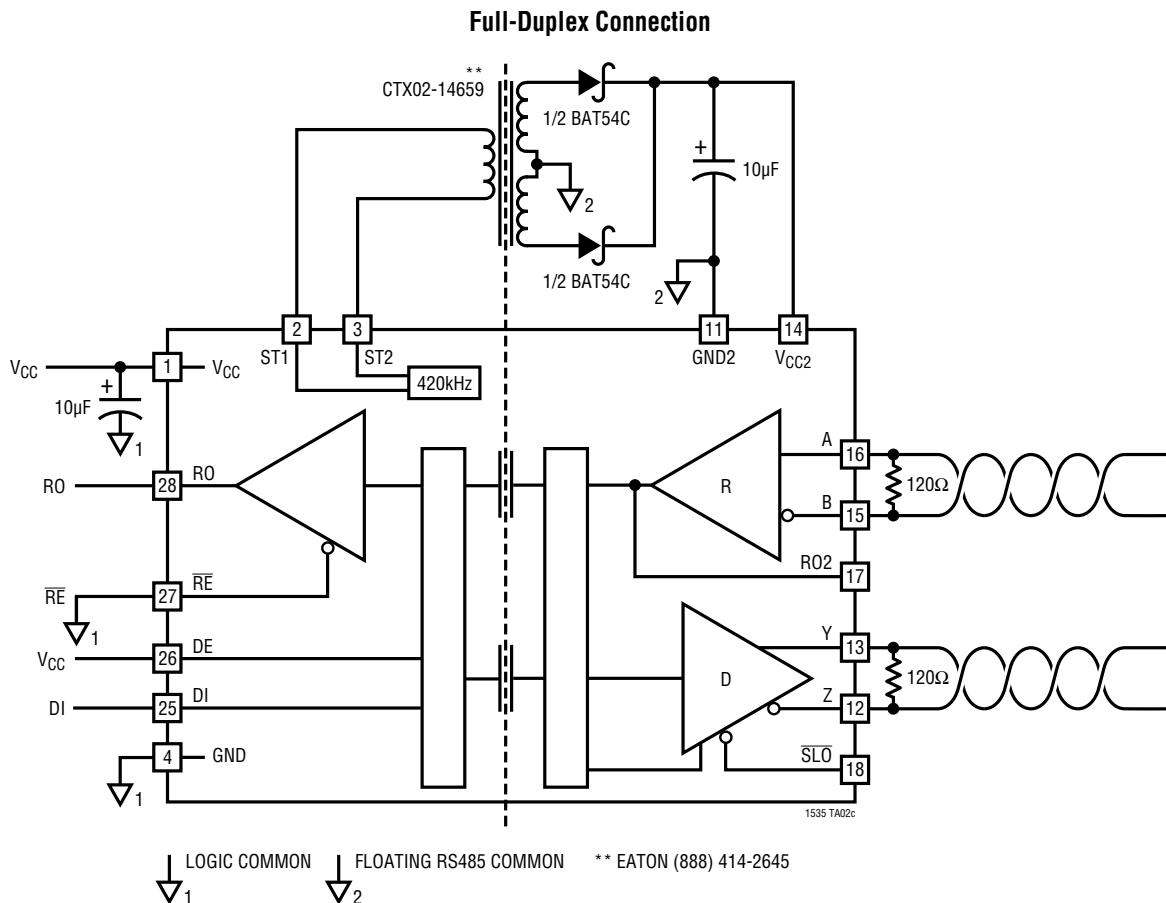 Full-Duplex Connection
**
CTX02-14659
1/2 BAT54C
+
10µF
2
1/2 BAT54C
2
2
3
11
14
ST1
ST2
GND2
VCC2
VCC
1
VCC
420kHz
+
10µF
1
A
16
RO
28
RO
R
120Ω
B
15
RO2
17
RE
27
RE
1
Y
13
VCC
26
DE
D
120Ω
DI
25
DI
Z
12
4
GND
SLO
18
1
1535 TA02c
LOGIC COMMON
1
FLOATING RS485 COMMON
2
** EATON (888) 414-2645